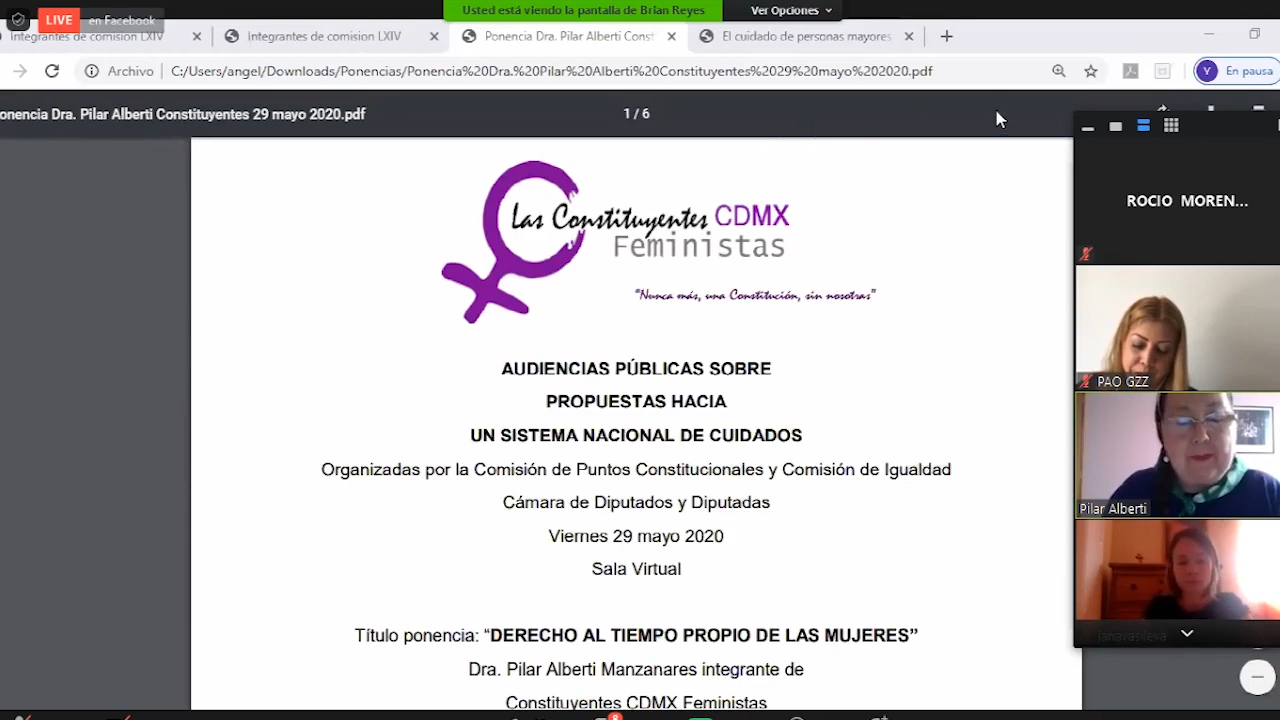 LIVE en Facebook
Usted está viendo la pantalla de Brian Reyes
Ver Opciones
Integrantes de comision LXIV
Integrantes de comision LXIV
Ponencia Dra. Pilar Alberti Const
El cuidado de personas mayores
Archivo
C:/Users/angel/Downloads/Ponencias/Ponencia%20Dra.%20Pilar%20Alberti%20Constituyentes%2029%20mayo%202020.pdf
Y En pausa
onencia Dra. Pilar Alberti Constituyentes 29 mayo 2020.pdf
1 / 6
Las Constituyentes CDMX
Feministas
"Nunca más, una Constitución, sin nosotras"
AUDIENCIAS PÚBLICAS SOBRE
PROPUESTAS HACIA
UN SISTEMA NACIONAL DE CUIDADOS
Organizadas por la Comisión de Puntos Constitucionales y Comisión de Igualdad
Cámara de Diputados y Diputadas
Viernes 29 mayo 2020
Sala Virtual
Título ponencia: “DERECHO AL TIEMPO PROPIO DE LAS MUJERES”
Dra. Pilar Alberti Manzanares integrante de
Constituyentes CDMX Feministas
ROCIO MOREN...
PAO GZZ
Pilar Alberti
8